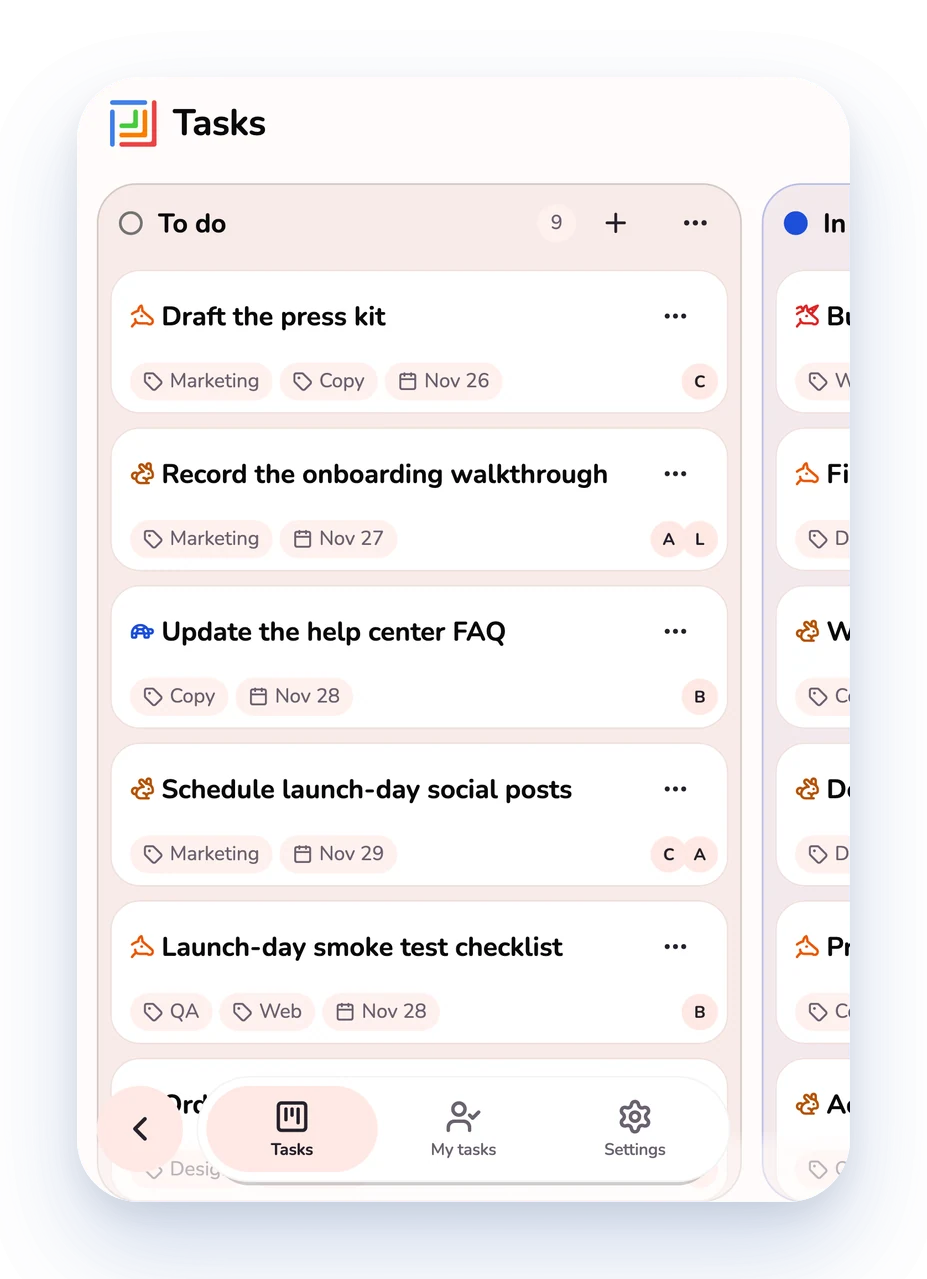 Tasks
To do 9
In
Draft the press kit
Marketing Copy Nov 26 C
Record the onboarding walkthrough
Marketing Nov 27 A L
Update the help center FAQ
Copy Nov 28 B
Schedule launch-day social posts
Marketing Nov 29 C A
Launch-day smoke test checklist
QA Web Nov 28 B
Tasks My tasks Settings